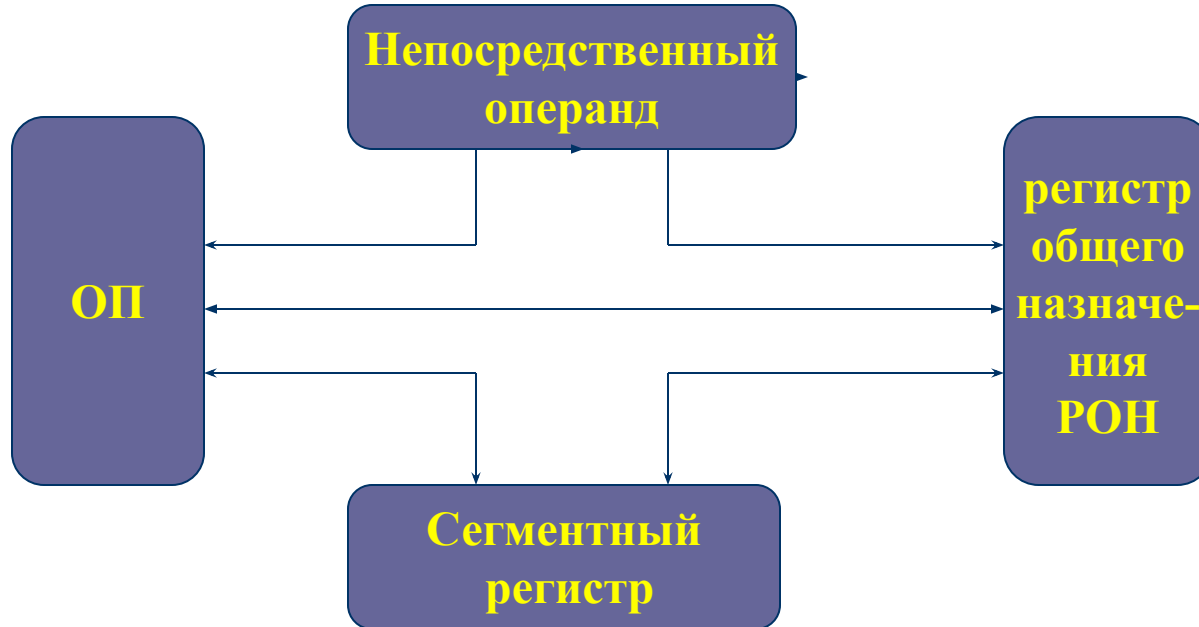 Непосредственный
операнд
ОП
регистр
общего
назначе-
ния
РОН
Сегментный
регистр